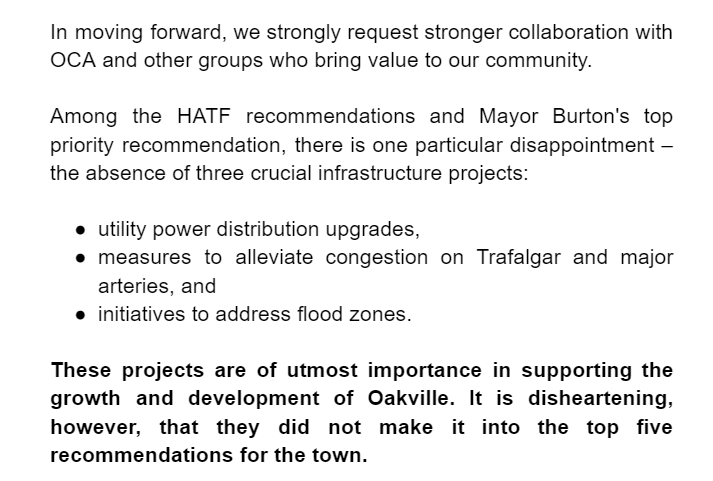 In moving forward, we strongly request stronger collaboration with
OCA and other groups who bring value to our community.
Among the HATF recommendations and Mayor Burton's top
priority recommendation, there is one particular disappointment –
the absence of three crucial infrastructure projects:
● utility power distribution upgrades,
● measures to alleviate congestion on Trafalgar and major
arteries, and
● initiatives to address flood zones.
These projects are of utmost importance in supporting the
growth and development of Oakville. It is disheartening,
however, that they did not make it into the top five
recommendations for the town.